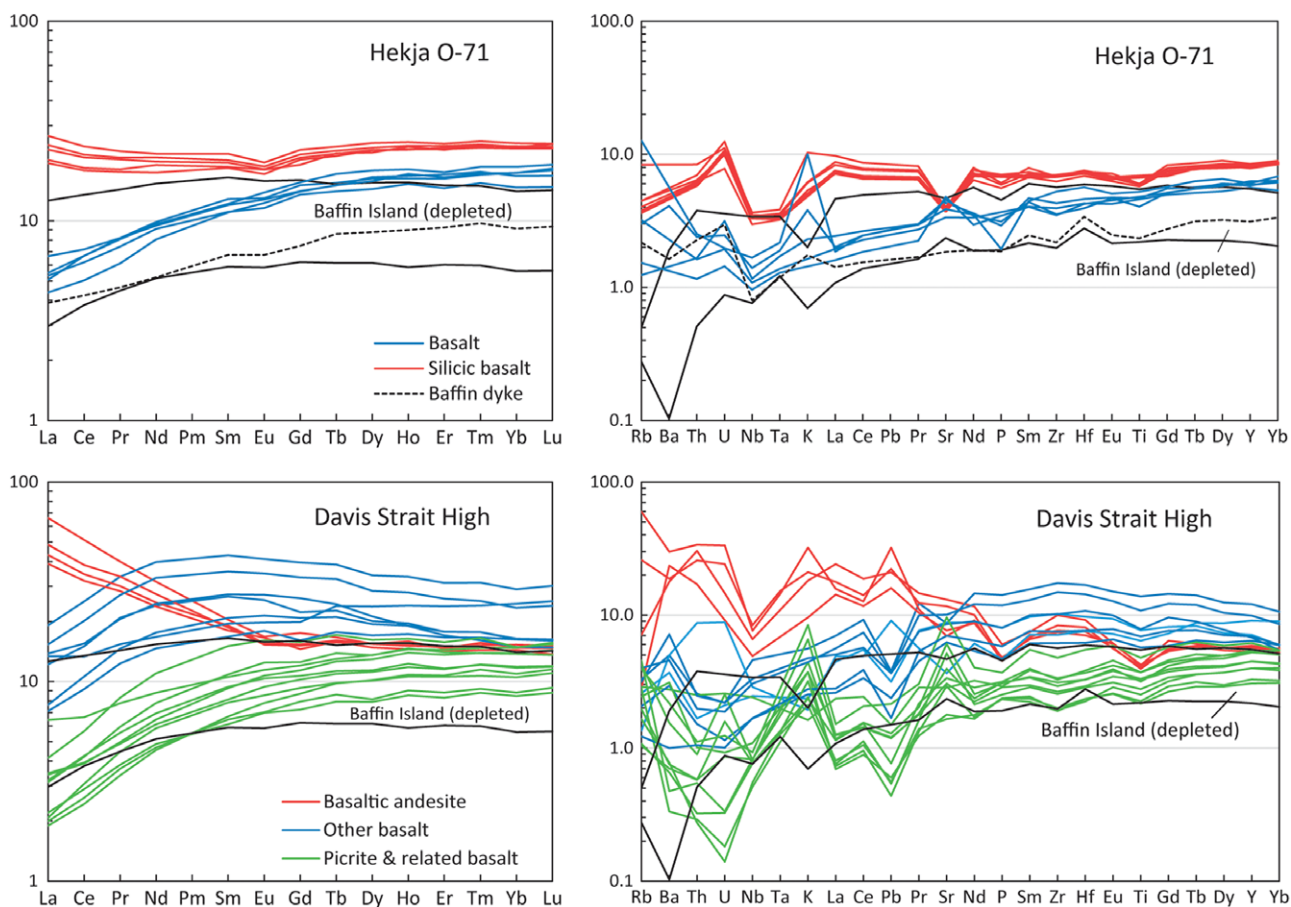 100
10
1
Hekja O-71
Baffin Island (depleted)
Basalt
Silicic basalt
Baffin dyke
La Ce Pr Nd Pm Sm Eu Gd Tb Dy Ho Er Tm Yb Lu
100.0
10.0
1.0
0.1
Hekja O-71
Baffin Island (depleted)
Rb Ba Th U Nb Ta K La Ce Pb Pr Sr Nd P Sm Zr Hf Eu Ti Gd Tb Dy Y Yb
100
10
1
Davis Strait High
Baffin Island (depleted)
Basaltic andesite
Other basalt
Picrite & related basalt
La Ce Pr Nd Pm Sm Eu Gd Tb Dy Ho Er Tm Yb Lu
100.0
10.0
1.0
0.1
Davis Strait High
Baffin Island (depleted)
Rb Ba Th U Nb Ta K La Ce Pb Pr Sr Nd P Sm Zr Hf Eu Ti Gd Tb Dy Y Yb